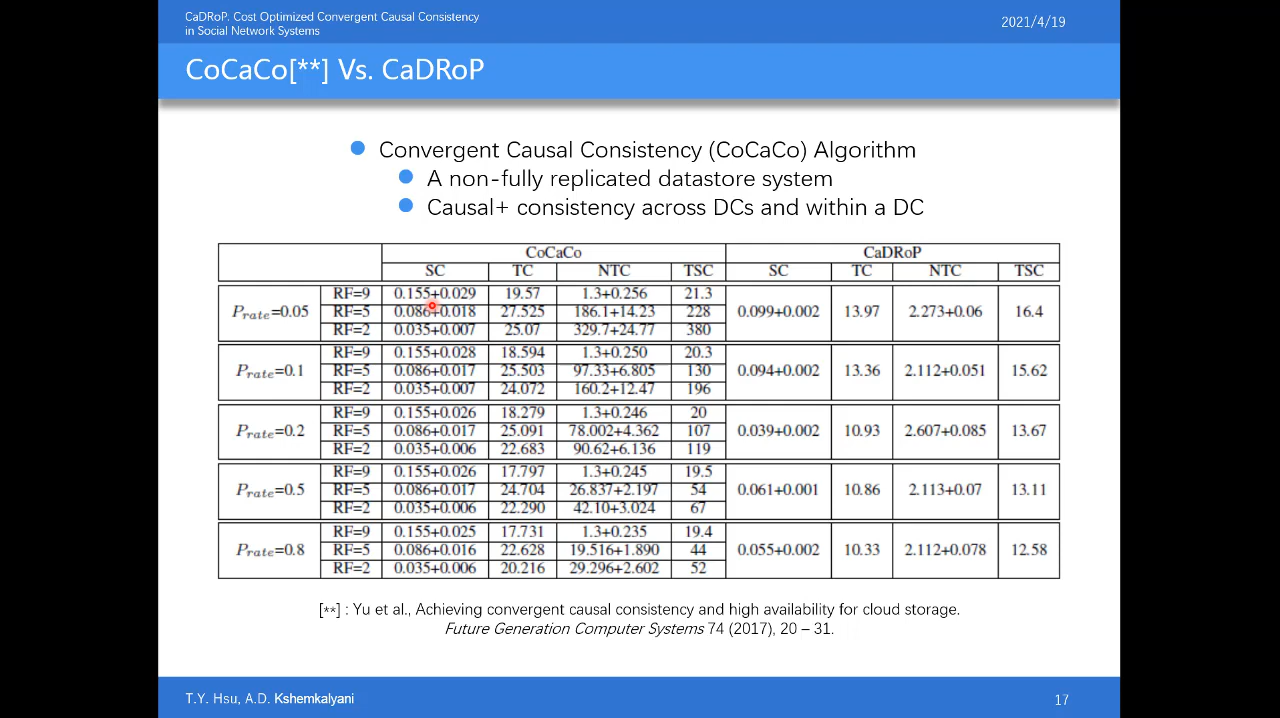 CaDRoP: Cost Optimized Convergent Causal Consistency
in Social Network Systems
2021/4/19
CoCaCo[**] Vs. CaDRoP
Convergent Causal Consistency (CoCaCo) Algorithm
A non-fully replicated datastore system
Causal+ consistency across DCs and within a DC
CoCaCo CaDRoP
SC TC NTC TSC SC TC NTC TSC
RF=9 0.155+0.029 19.57 1.3+0.256 21.3
Prate=0.05 RF=5 0.086+0.018 27.525 186.1+14.23 228 0.099+0.002 13.97 2.273+0.06 16.4
RF=2 0.035+0.007 25.07 329.7+24.77 380
RF=9 0.155+0.028 18.594 1.3+0.250 20.3
Prate=0.1 RF=5 0.086+0.017 25.503 97.33+6.805 130 0.094+0.002 13.36 2.112+0.051 15.62
RF=2 0.035+0.007 24.072 160.2+12.47 196
RF=9 0.155+0.026 18.279 1.3+0.246 20
Prate=0.2 RF=5 0.086+0.017 25.091 78.002+4.362 107 0.039+0.002 10.93 2.607+0.085 13.67
RF=2 0.035+0.006 22.683 90.62+6.136 119
RF=9 0.155+0.026 17.797 1.3+0.245 19.5
Prate=0.5 RF=5 0.086+0.017 24.704 26.837+2.197 54 0.061+0.001 10.86 2.113+0.07 13.11
RF=2 0.035+0.006 22.290 42.10+3.024 67
RF=9 0.155+0.025 17.731 1.3+0.235 19.4
Prate=0.8 RF=5 0.086+0.016 22.628 19.516+1.890 44 0.055+0.002 10.33 2.112+0.078 12.58
RF=2 0.035+0.006 20.216 29.296+2.602 52
[**] : Yu et al., Achieving convergent causal consistency and high availability for cloud storage.
Future Generation Computer Systems 74 (2017), 20 – 31.
T.Y. Hsu, A.D. Kshemkalyani
17